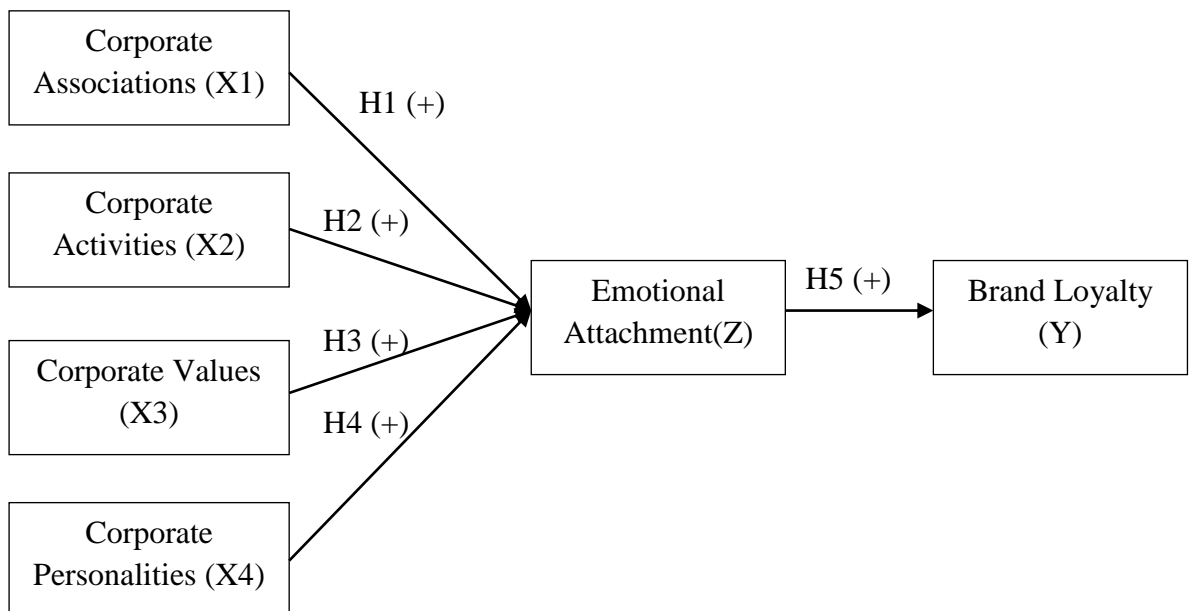 Corporate
Associations (X1)
H1 (+)
Corporate
Activities (X2)
H2 (+)
Corporate Values
(X3)
H3 (+)
H4 (+)
Corporate
Personalities (X4)
Emotional
Attachment(Z)
H5 (+)
Brand Loyalty
(Y)